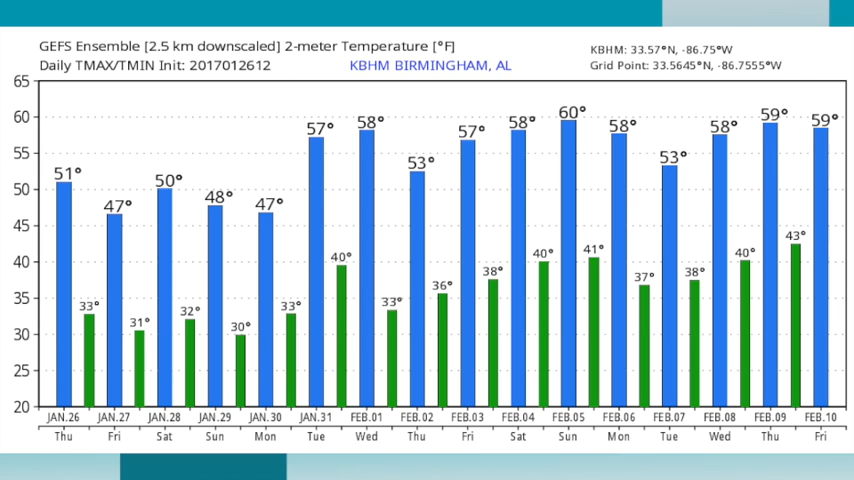 GEFS Ensemble [2.5 km downscaled] 2-meter Temperature [°F]
Daily TMAX/TMIN Init: 2017012612
KBHM BIRMINGHAM, AL
KBHM: 33.57°N, -86.75°W
Grid Point: 33.5645°N, -86.7555°W
65
60
55
50
45
40
35
30
25
20
51° 47° 50° 48° 47° 57° 58° 53° 57° 58° 60° 58° 53° 58° 59° 59°
33° 31° 32° 30° 33° 40° 33° 36° 38° 40° 41° 37° 38° 40° 43°
JAN.26 JAN.27 JAN.28 JAN.29 JAN.30 JAN.31 FEB.01 FEB.02 FEB.03 FEB.04 FEB.05 FEB.06 FEB.07 FEB.08 FEB.09 FEB.10
Thu Fri Sat Sun Mon Tue Wed Thu Fri Sat Sun Mon Tue Wed Thu Fri